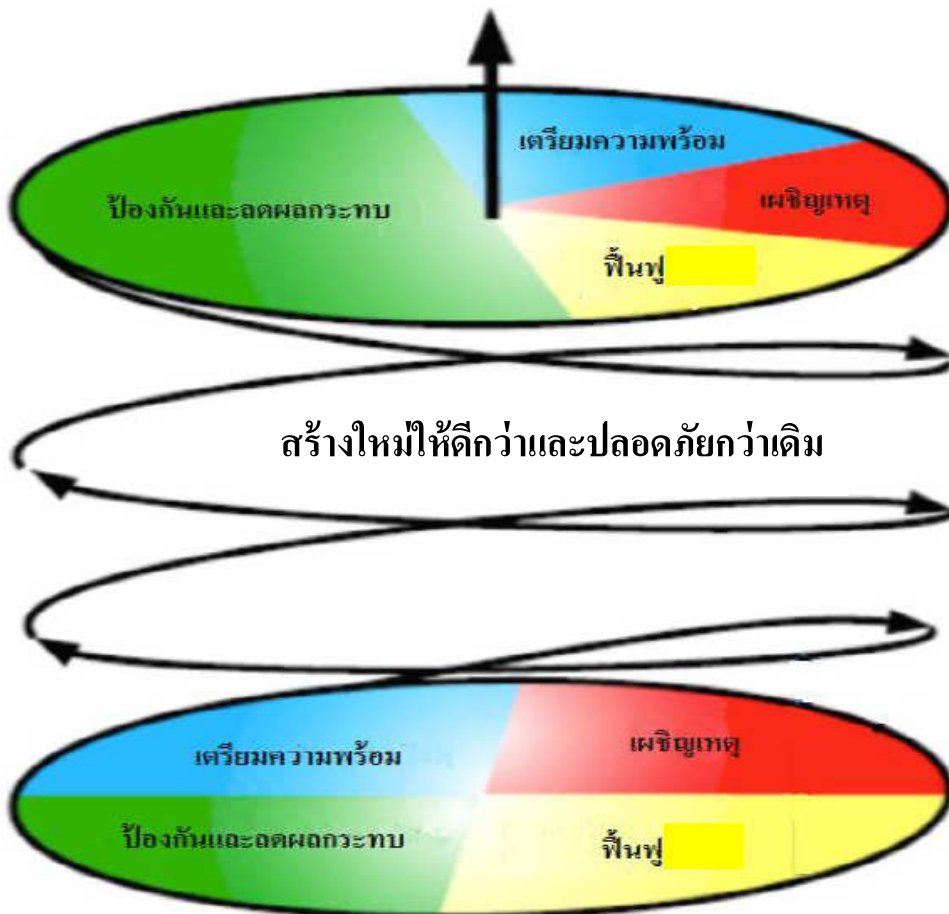 เตรียมความพร้อม
เผชิญเหตุ
ป้องกันและลดผลกระทบ
ฟื้นฟู
สร้างใหม่ให้ดีกว่าและปลอดภัยกว่าเดิม
เตรียมความพร้อม
เผชิญเหตุ
ป้องกันและลดผลกระทบ
ฟื้นฟู